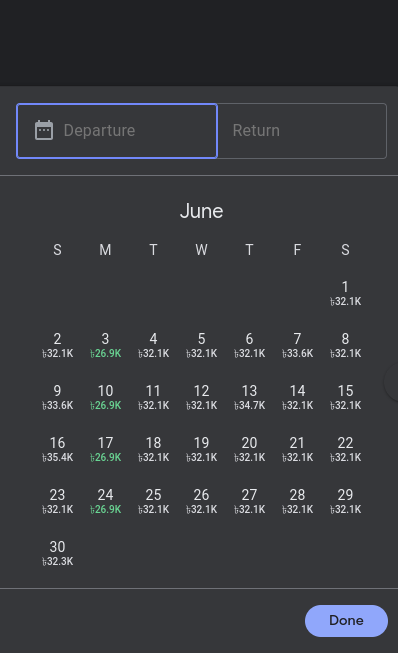 Departure Return
June
S M T W T F S
1
৳32.1K
2 3 4 5 6 7 8
৳32.1K ৳26.9K ৳32.1K ৳32.1K ৳32.1K ৳33.6K ৳32.1K
9 10 11 12 13 14 15
৳33.6K ৳26.9K ৳32.1K ৳32.1K ৳34.7K ৳32.1K ৳32.1K
16 17 18 19 20 21 22
৳35.4K ৳26.9K ৳32.1K ৳32.1K ৳32.1K ৳32.1K ৳32.1K
23 24 25 26 27 28 29
৳32.1K ৳26.9K ৳32.1K ৳32.1K ৳32.1K ৳32.1K ৳32.1K
30
৳32.3K
Done